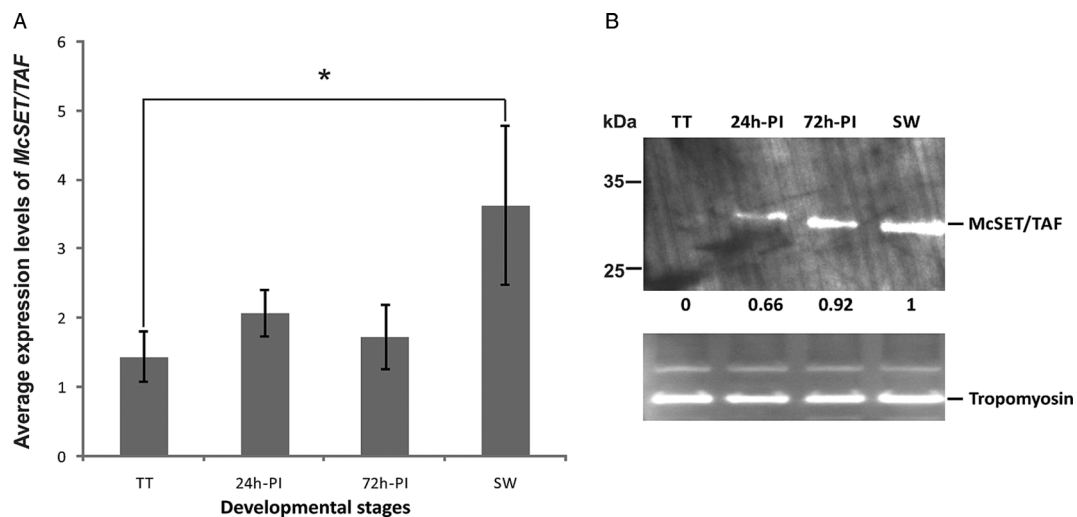 A
Average expression levels of McSET/TAF
6
5
4
3
2
1
0
*
TT 24h-PI 72h-PI SW
Developmental stages
B
kDa TT 24h-PI 72h-PI SW
35
McSET/TAF
25
0 0.66 0.92 1
Tropomyosin